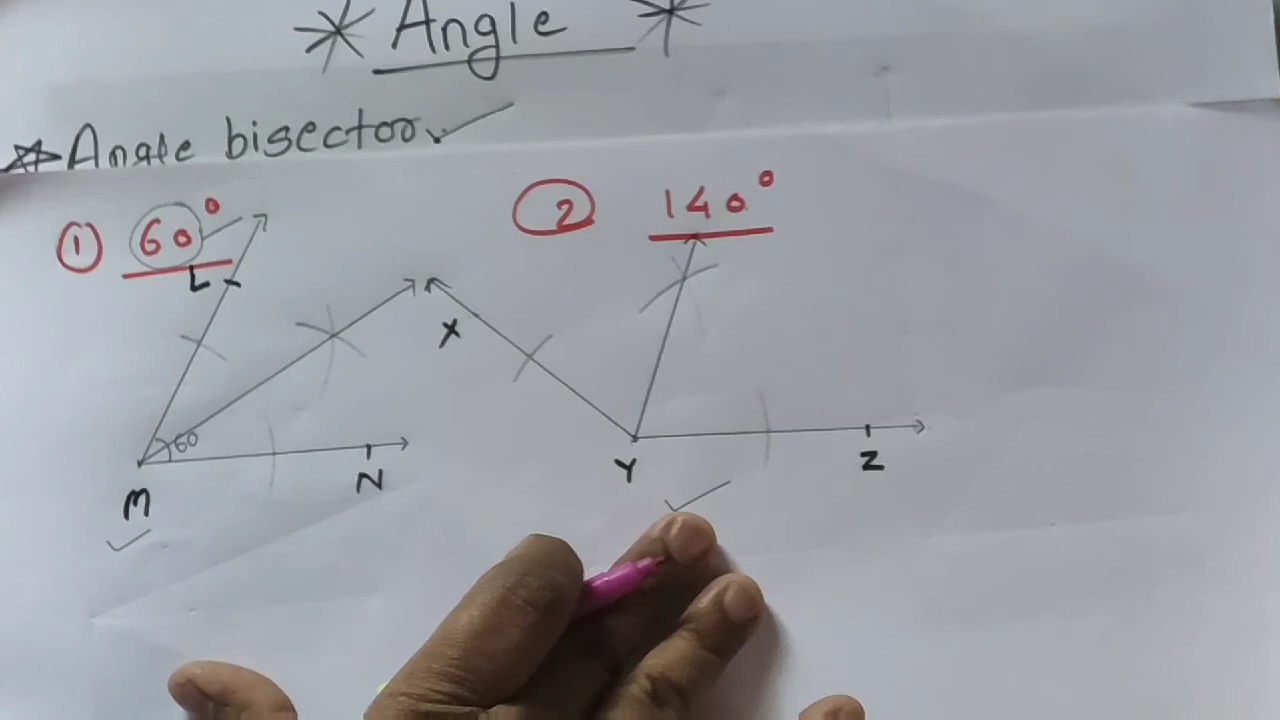 * Angle *
☆ Angle bisector ✓
① 60°
② 140°
L
X
60
M
N
Y
Z